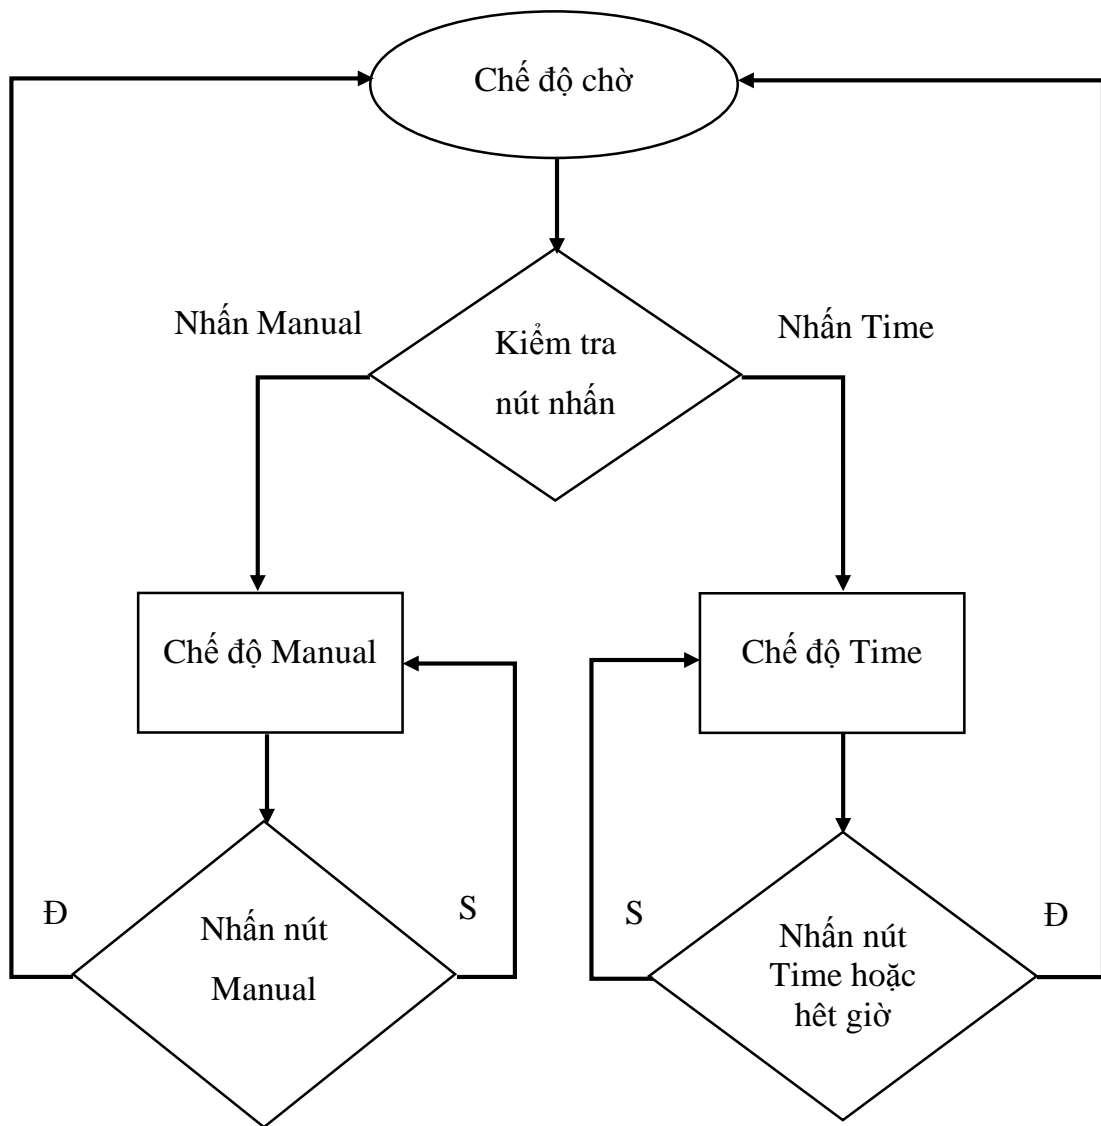 Chế độ chờ
Nhấn Manual
Nhấn Time
Kiểm tra
nút nhấn
Chế độ Manual
Chế độ Time
Đ
S
S
Đ
Nhấn nút
Manual
Nhấn nút
Time hoặc
hêt giờ